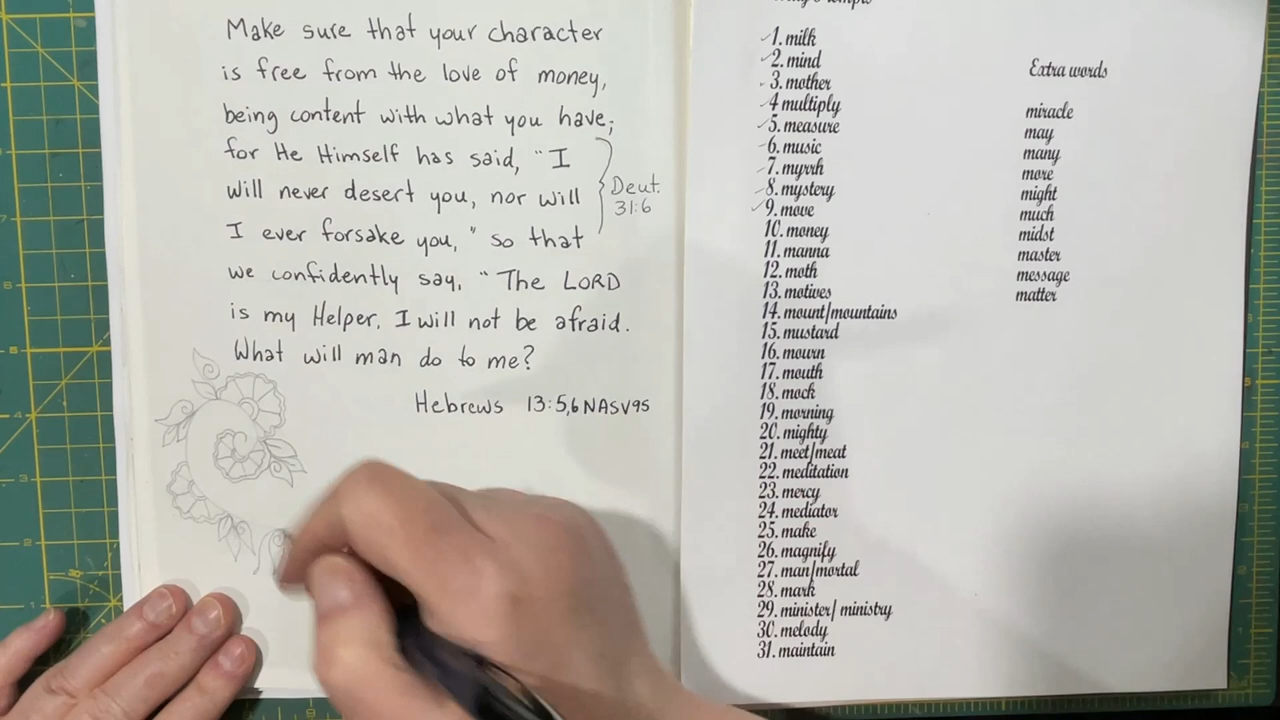 Make sure that your character
is free from the love of money,
being content with what you have;
for He Himself has said, "I
will never desert you, nor will
I ever forsake you," so that
we confidently say, "The LORD
is my Helper, I will not be afraid.
What will man do to me?
Hebrews 13:5,6 NASV95
Deut.
31:6
1. milk
2. mind
3. mother
4 multiply
5. measure
6. music
7. myrrh
8. mystery
9. move
10. money
11. manna
12. moth
13. motives
14. mount/mountains
15. mustard
16. mourn
17. mouth
18. mock
19. morning
20. mighty
21. meet/meat
22. meditation
23. mercy
24. mediator
25. make
26. magnify
27. man/mortal
28. mark
29. minister/ ministry
30. melody
31. maintain
Extra words
miracle
may
many
more
might
much
midst
master
message
matter